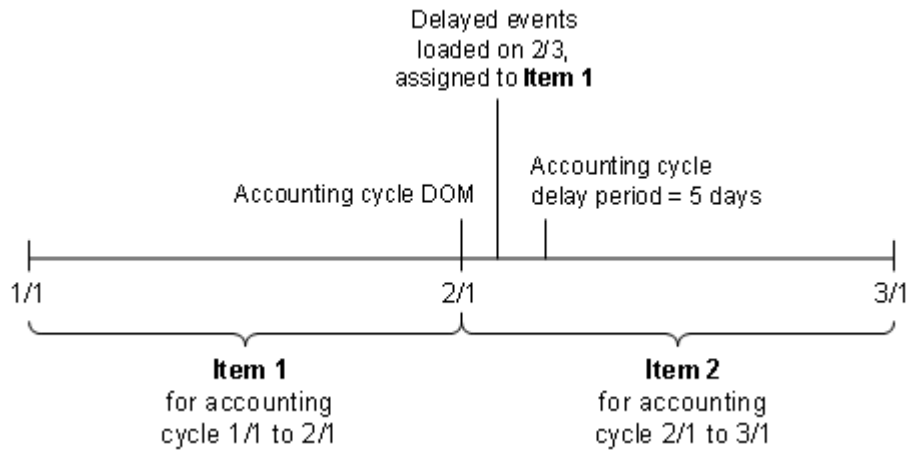 Delayed events
loaded on 2/3,
assigned to Item 1
Accounting cycle
delay period = 5 days
Accounting cycle DOM
1/1
2/1
3/1
Item 1
for accounting
cycle 1/1 to 2/1
Item 2
for accounting
cycle 2/1 to 3/1